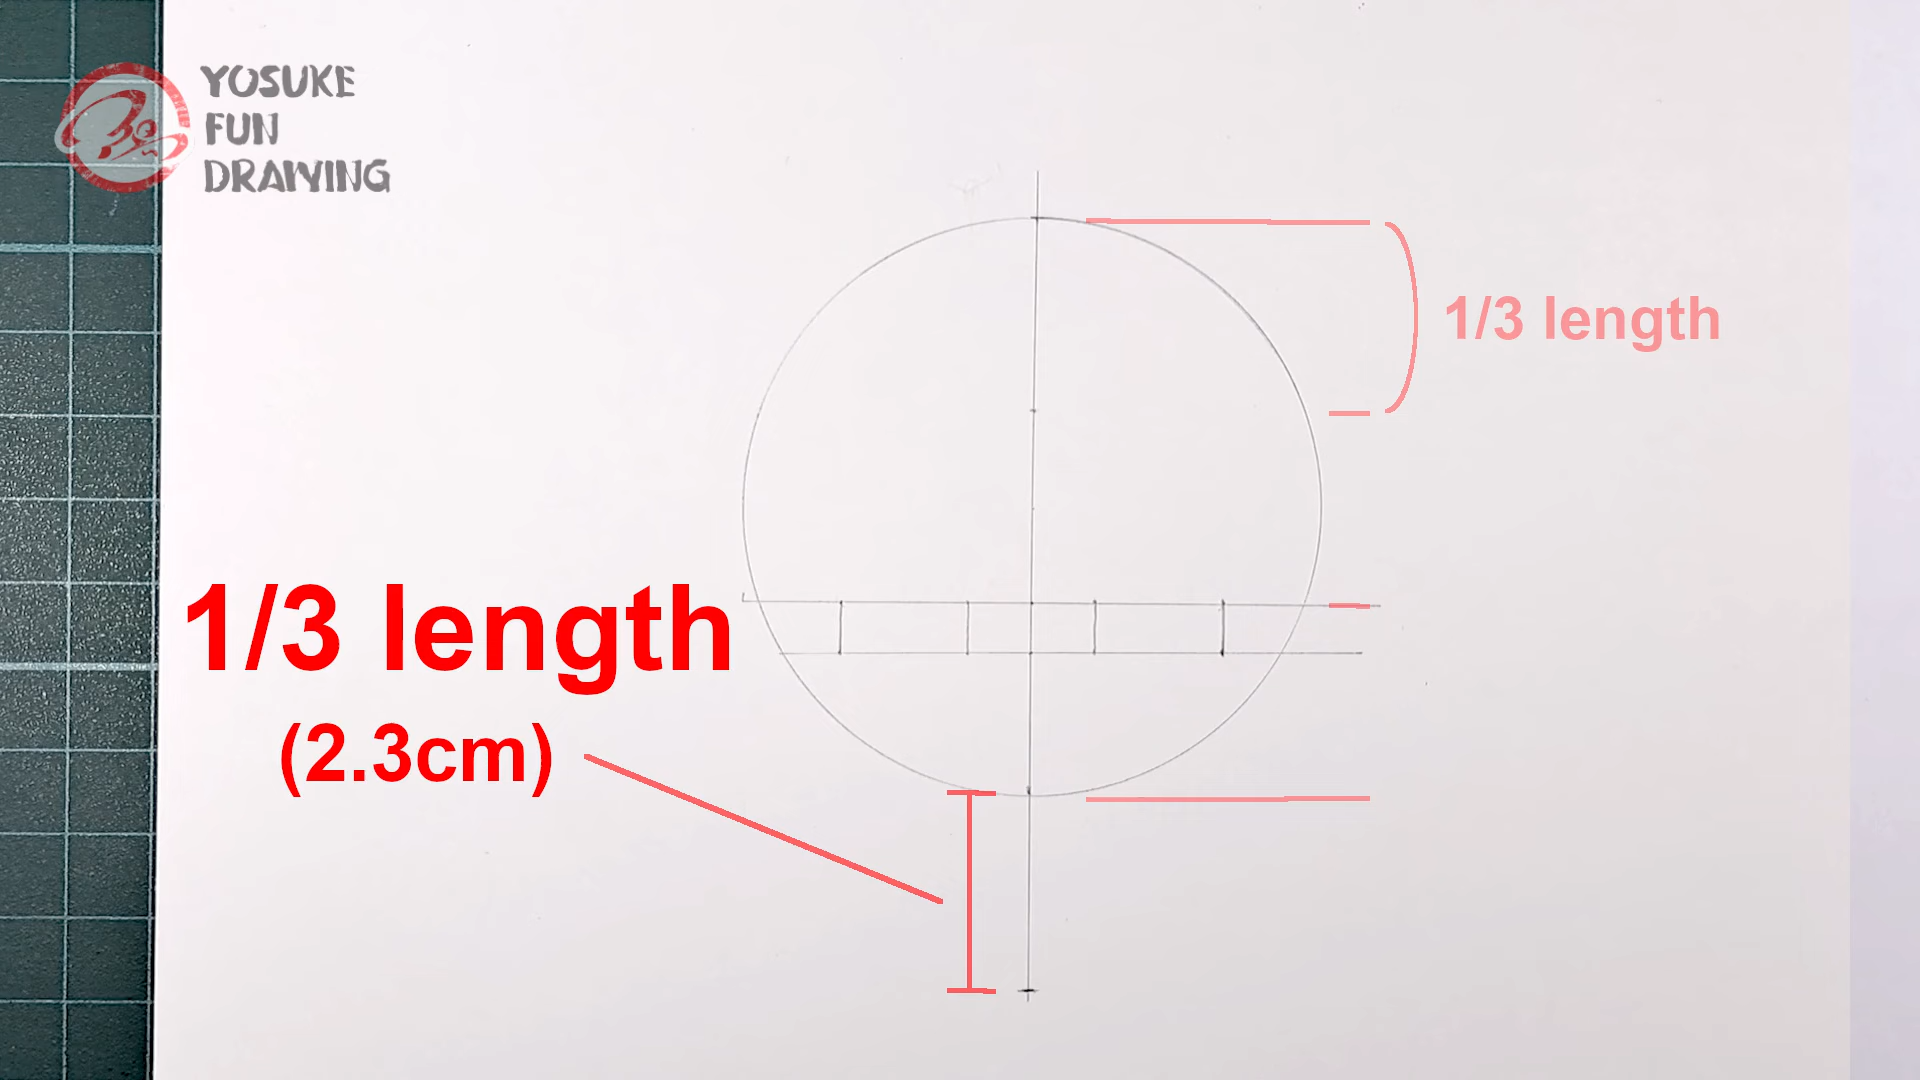 YOSUKE
FUN
DRAWING
1/3 length
1/3 length
(2.3cm)